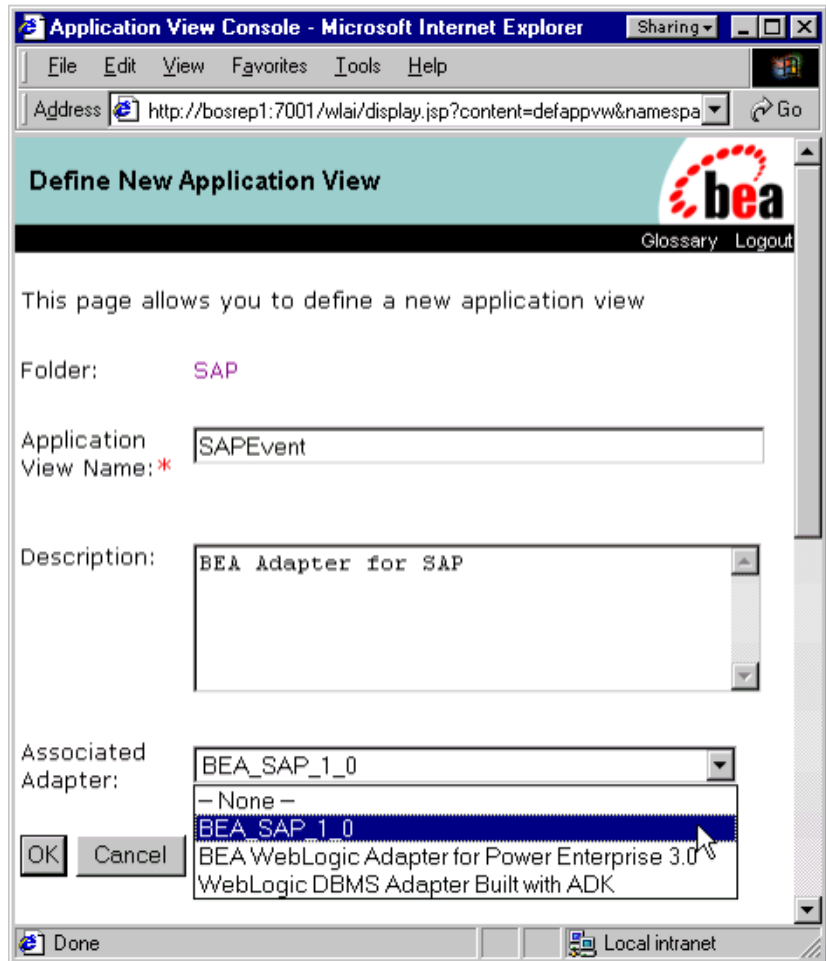 Application View Console - Microsoft Internet Explorer
Sharing
File Edit View Favorites Tools Help
Address http://bosrep1:7001/wlai/display.jsp?content=defappvw&namespa Go
Define New Application View
bea
Glossary Logout
This page allows you to define a new application view
Folder: SAP
Application
View Name:* SAPEvent
Description: BEA Adapter for SAP
Associated
Adapter: BEA_SAP_1_0
– None –
BEA_SAP_1_0
OK Cancel BEA WebLogic Adapter for Power Enterprise 3.0
WebLogic DBMS Adapter Built with ADK
Done Local intranet